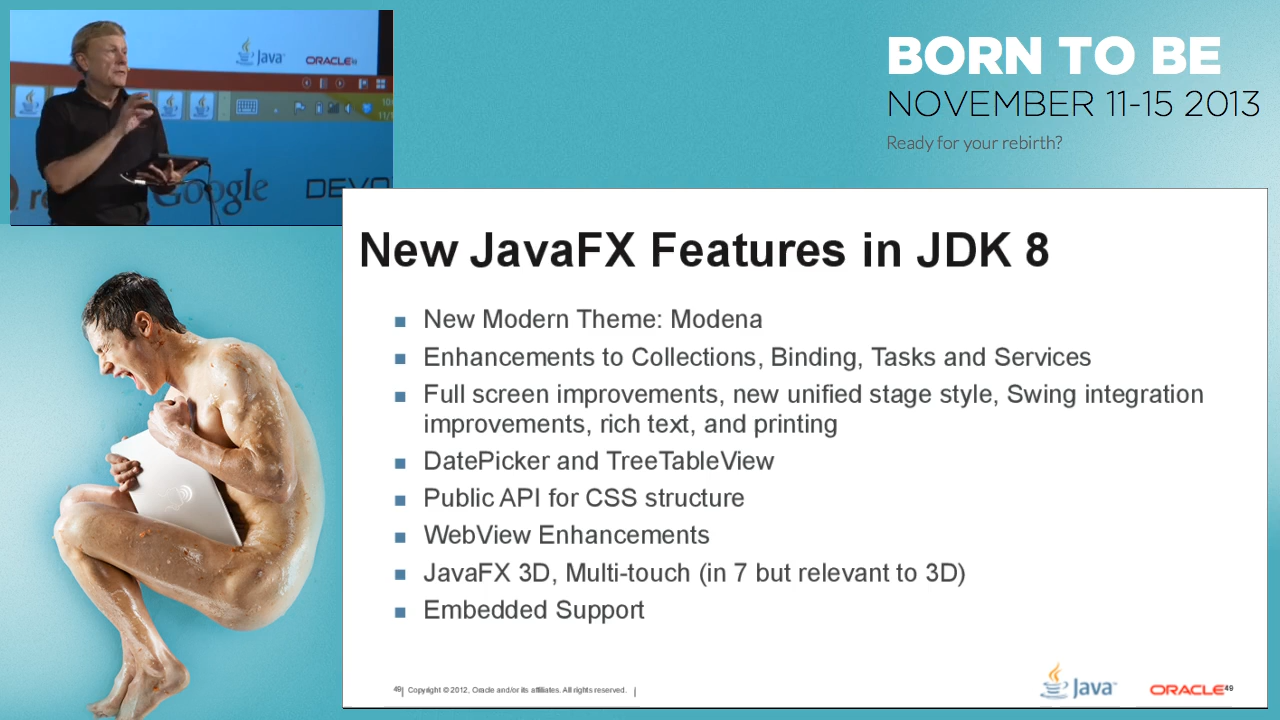 Java
ORACLE
Google
BORN TO BE
NOVEMBER 11-15 2013
Ready for your rebirth?
New JavaFX Features in JDK 8
New Modern Theme: Modena
Enhancements to Collections, Binding, Tasks and Services
Full screen improvements, new unified stage style, Swing integration
improvements, rich text, and printing
DatePicker and TreeTableView
Public API for CSS structure
WebView Enhancements
JavaFX 3D, Multi-touch (in 7 but relevant to 3D)
Embedded Support
49| Copyright © 2012, Oracle and/or its affiliates. All rights reserved. |
Java
ORACLE 49